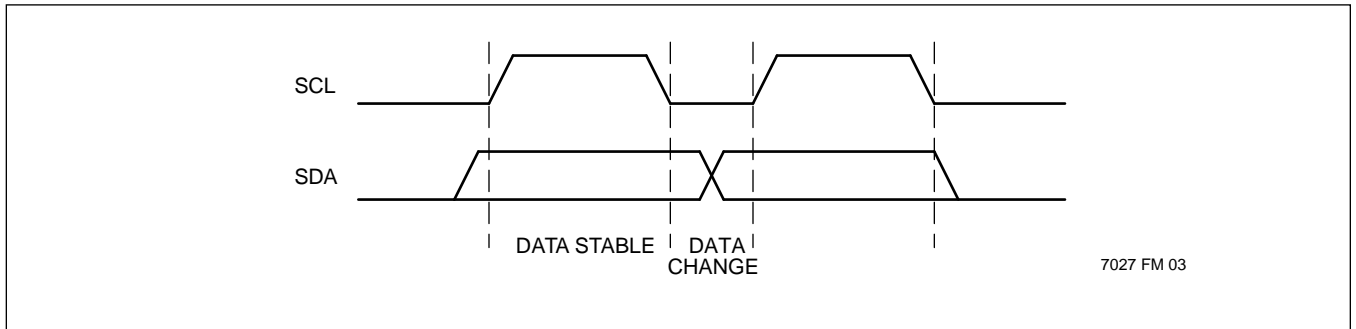 SCL
SDA
DATA STABLE
DATA
CHANGE
7027 FM 03